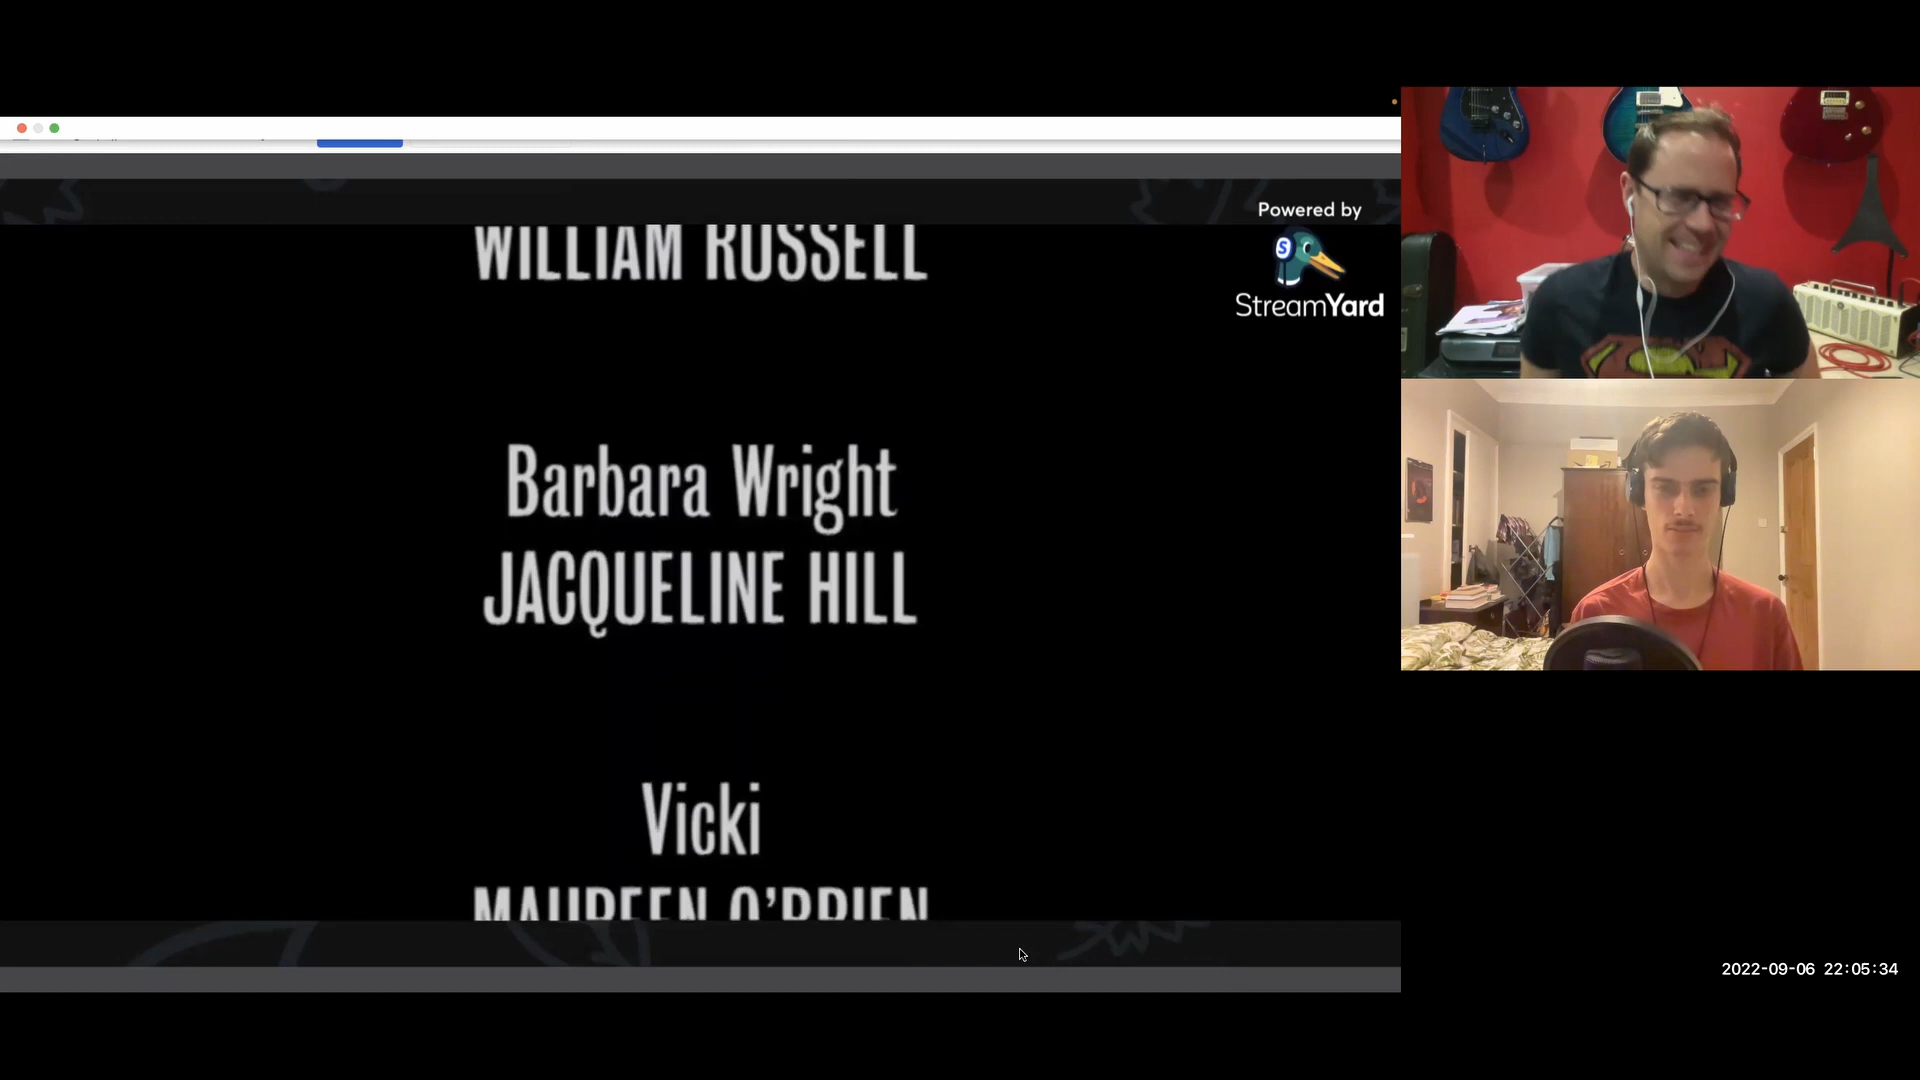 WILLIAM RUSSELL
Barbara Wright
JACQUELINE HILL
Vicki
MAUREEN O’BRIEN
Powered by
S
StreamYard
2022-09-06 22:05:34